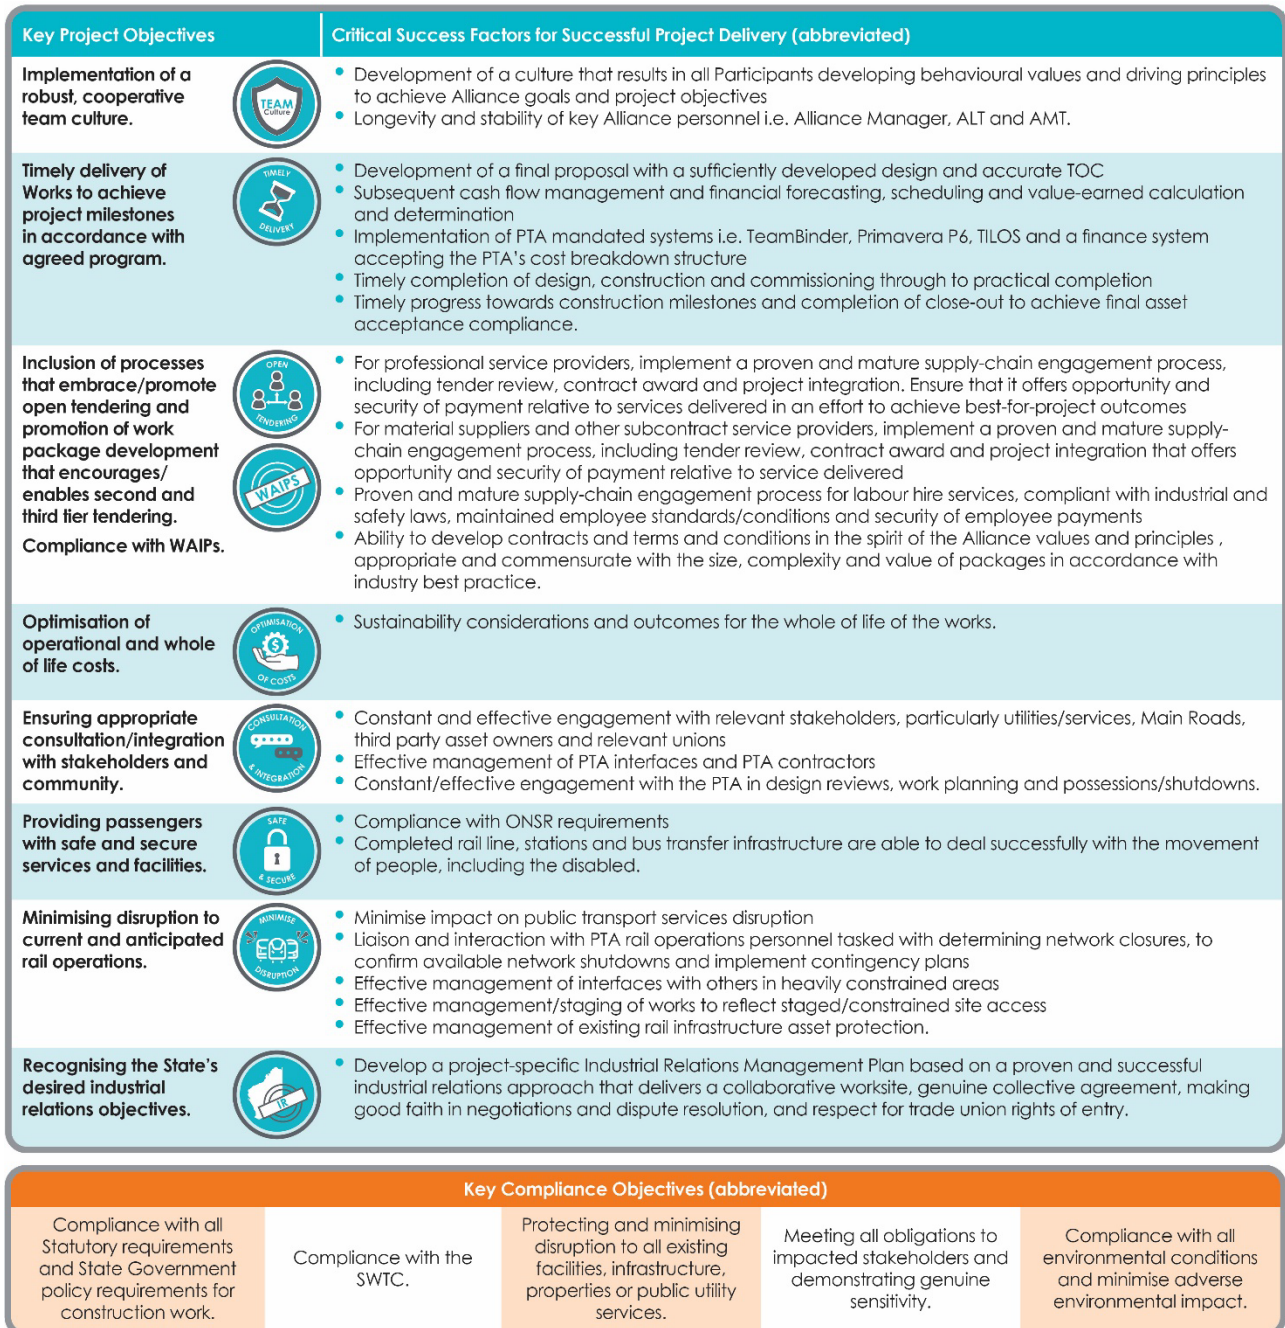 Key Project Objectives
Critical Success Factors for Successful Project Delivery (abbreviated)
Implementation of a
robust, cooperative
team culture.
TEAM
Culture
• Development of a culture that results in all Participants developing behavioural values and driving principles
to achieve Alliance goals and project objectives
• Longevity and stability of key Alliance personnel i.e. Alliance Manager, ALT and AMT.
Timely delivery of
Works to achieve
project milestones
in accordance with
agreed program.
TIMELY
DELIVERY
• Development of a final proposal with a sufficiently developed design and accurate TOC
• Subsequent cash flow management and financial forecasting, scheduling and value-earned calculation
and determination
• Implementation of PTA mandated systems i.e. TeamBinder, Primavera P6, TILOS and a finance system
accepting the PTA's cost breakdown structure
• Timely completion of design, construction and commissioning through to practical completion
• Timely progress towards construction milestones and completion of close-out to achieve final asset
acceptance compliance.
Inclusion of processes
that embrace/promote
open tendering and
promotion of work
package development
that encourages/
enables second and
third tier tendering.
Compliance with WAIPs.
OPEN
TENDERING
WAIPS
• For professional service providers, implement a proven and mature supply-chain engagement process,
including tender review, contract award and project integration. Ensure that it offers opportunity and
security of payment relative to services delivered in an effort to achieve best-for-project outcomes
• For material suppliers and other subcontract service providers, implement a proven and mature supply-
chain engagement process, including tender review, contract award and project integration that offers
opportunity and security of payment relative to service delivered
• Proven and mature supply-chain engagement process for labour hire services, compliant with industrial and
safety laws, maintained employee standards/conditions and security of employee payments
• Ability to develop contracts and terms and conditions in the spirit of the Alliance values and principles ,
appropriate and commensurate with the size, complexity and value of packages in accordance with
industry best practice.
Optimisation of
operational and whole
of life costs.
OPTIMISATION
$
OF COSTS
• Sustainability considerations and outcomes for the whole of life of the works.
Ensuring appropriate
consultation/integration
with stakeholders and
community.
CONSULTATION
& INTEGRATION
• Constant and effective engagement with relevant stakeholders, particularly utilities/services, Main Roads,
third party asset owners and relevant unions
• Effective management of PTA interfaces and PTA contractors
• Constant/effective engagement with the PTA in design reviews, work planning and possessions/shutdowns.
Providing passengers
with safe and secure
services and facilities.
SAFE
& SECURE
• Compliance with ONSR requirements
• Completed rail line, stations and bus transfer infrastructure are able to deal successfully with the movement
of people, including the disabled.
Minimising disruption to
current and anticipated
rail operations.
MINIMISE
DISRUPTION
• Minimise impact on public transport services disruption
• Liaison and interaction with PTA rail operations personnel tasked with determining network closures, to
confirm available network shutdowns and implement contingency plans
• Effective management of interfaces with others in heavily constrained areas
• Effective management/staging of works to reflect staged/constrained site access
• Effective management of existing rail infrastructure asset protection.
Recognising the State's
desired industrial
relations objectives.
IR
• Develop a project-specific Industrial Relations Management Plan based on a proven and successful
industrial relations approach that delivers a collaborative worksite, genuine collective agreement, making
good faith in negotiations and dispute resolution, and respect for trade union rights of entry.
Key Compliance Objectives (abbreviated)
Compliance with all
Statutory requirements
and State Government
policy requirements for
construction work.
Compliance with the
SWTC.
Protecting and minimising
disruption to all existing
facilities, infrastructure,
properties or public utility
services.
Meeting all obligations to
impacted stakeholders and
demonstrating genuine
sensitivity.
Compliance with all
environmental conditions
and minimise adverse
environmental impact.